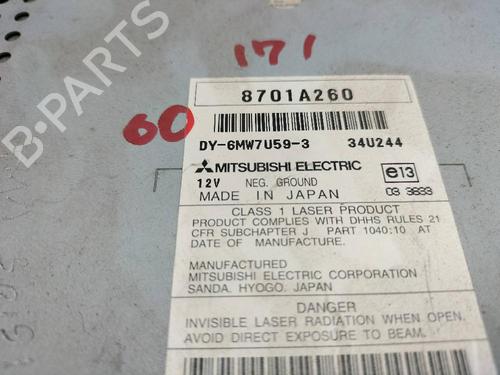 B-PARTS
171
60
8701A260
DY-6MW7U59-3 34U244
MITSUBISHI ELECTRIC e13
12V NEG. GROUND
MADE IN JAPAN 03 3833
CLASS 1 LASER PRODUCT
PRODUCT COMPLIES WITH DHHS RULES 21
CFR SUBCHAPTER J PART 1040:10 AT
DATE OF MANUFACTURE.
MANUFACTURED
MITSUBISHI ELECTRIC CORPORATION
SANDA, HYOGO, JAPAN
DANGER
INVISIBLE LASER RADIATION WHEN OPEN.
AVOID DIRECT EXPOSURE TO BEAM.